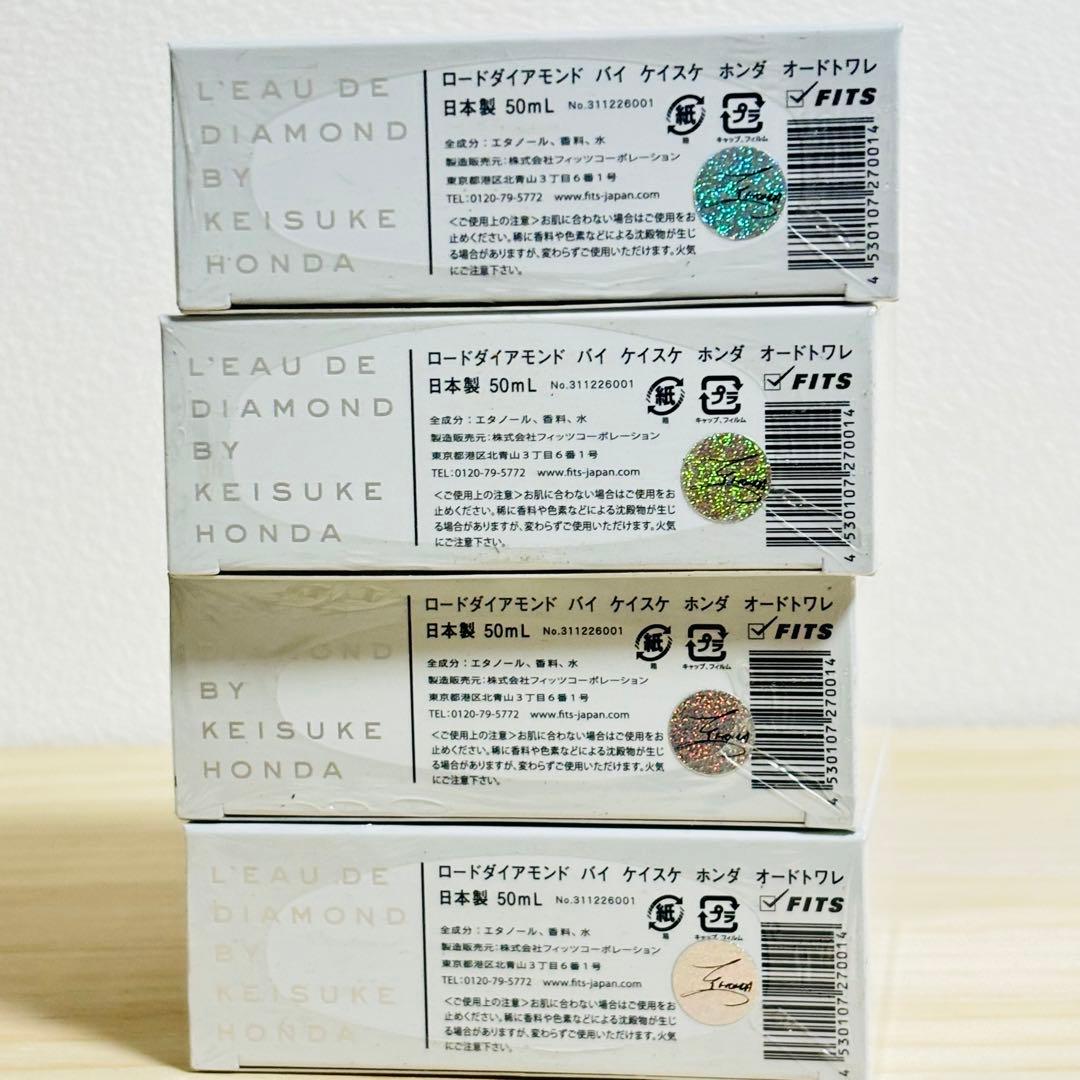 L'EAU DE
DIAMOND
BY
KEISUKE
HONDA
ロードダイアモンド バイ ケイスケ ホンダ オードトワレ
日本製 50mL No.311226001
紙
箱
プラ
キャップ、フィルム
FITS
全成分：エタノール、香料、水
製造販売元：株式会社フィッツコーポレーション
東京都港区北青山3丁目6番1号
TEL：0120-79-5772 www.fits-japan.com
＜ご使用上の注意＞お肌に合わない場合はご使用をお
止めください。稀に香料や色素などによる沈殿物が生じ
る場合がありますが、変わらずご使用いただけます。火気
にご注意下さい。
4 530107 270014
L'EAU DE
DIAMOND
BY
KEISUKE
HONDA
ロードダイアモンド バイ ケイスケ ホンダ オードトワレ
日本製 50mL No.311226001
紙
箱
プラ
キャップ、フィルム
FITS
全成分：エタノール、香料、水
製造販売元：株式会社フィッツコーポレーション
東京都港区北青山3丁目6番1号
TEL：0120-79-5772 www.fits-japan.com
＜ご使用上の注意＞お肌に合わない場合はご使用をお
止めください。稀に香料や色素などによる沈殿物が生じ
る場合がありますが、変わらずご使用いただけます。火気
にご注意下さい。
4 530107 270014
DIAMOND
BY
KEISUKE
HONDA
ロードダイアモンド バイ ケイスケ ホンダ オードトワレ
日本製 50mL No.311226001
紙
箱
プラ
キャップ、フィルム
FITS
全成分：エタノール、香料、水
製造販売元：株式会社フィッツコーポレーション
東京都港区北青山3丁目6番1号
TEL：0120-79-5772 www.fits-japan.com
＜ご使用上の注意＞お肌に合わない場合はご使用をお
止めください。稀に香料や色素などによる沈殿物が生じ
る場合がありますが、変わらずご使用いただけます。火気
にご注意下さい。
4 530107 270014
L'EAU DE
DIAMOND
BY
KEISUKE
HONDA
ロードダイアモンド バイ ケイスケ ホンダ オードトワレ
日本製 50mL No.311226001
紙
箱
プラ
キャップ、フィルム
FITS
全成分：エタノール、香料、水
製造販売元：株式会社フィッツコーポレーション
東京都港区北青山3丁目6番1号
TEL：0120-79-5772 www.fits-japan.com
＜ご使用上の注意＞お肌に合わない場合はご使用をお
止めください。稀に香料や色素などによる沈殿物が生じ
る場合がありますが、変わらずご使用いただけます。火気
にご注意下さい。
4 530107 270014